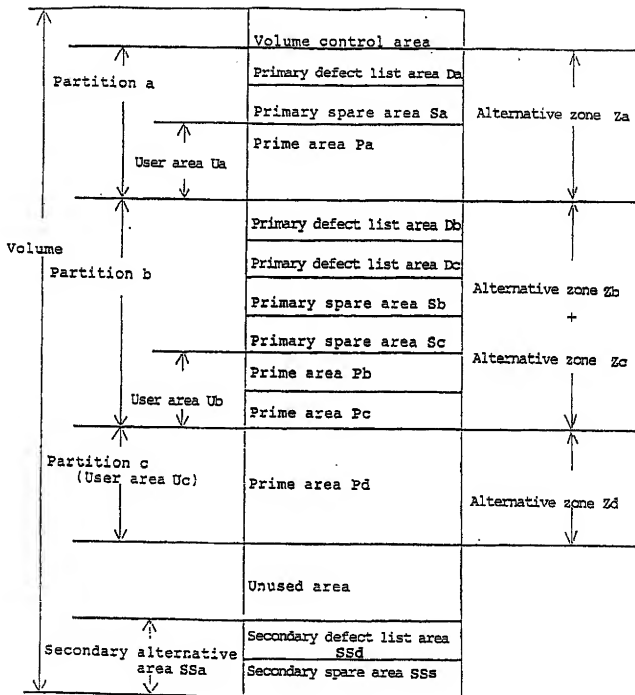 Volume control area
Primary defect list area Da
Partition a
Primary spare area Sa
Alternative zone Za
Prime area Pa
User area Ua
Primary defect list area Db
Volume
Primary defect list area Dc
Partition b
Alternative zone Zb
Primary spare area Sb
+
Primary spare area Sc
Alternative zone Zc
Prime area Pb
User area Ub
Prime area Pc
Partition c
(User area Uc)
Prime area Pd
Alternative zone Zd
Unused area
Secondary defect list area
SSd
Secondary alternative
area SSa
Secondary spare area SSs